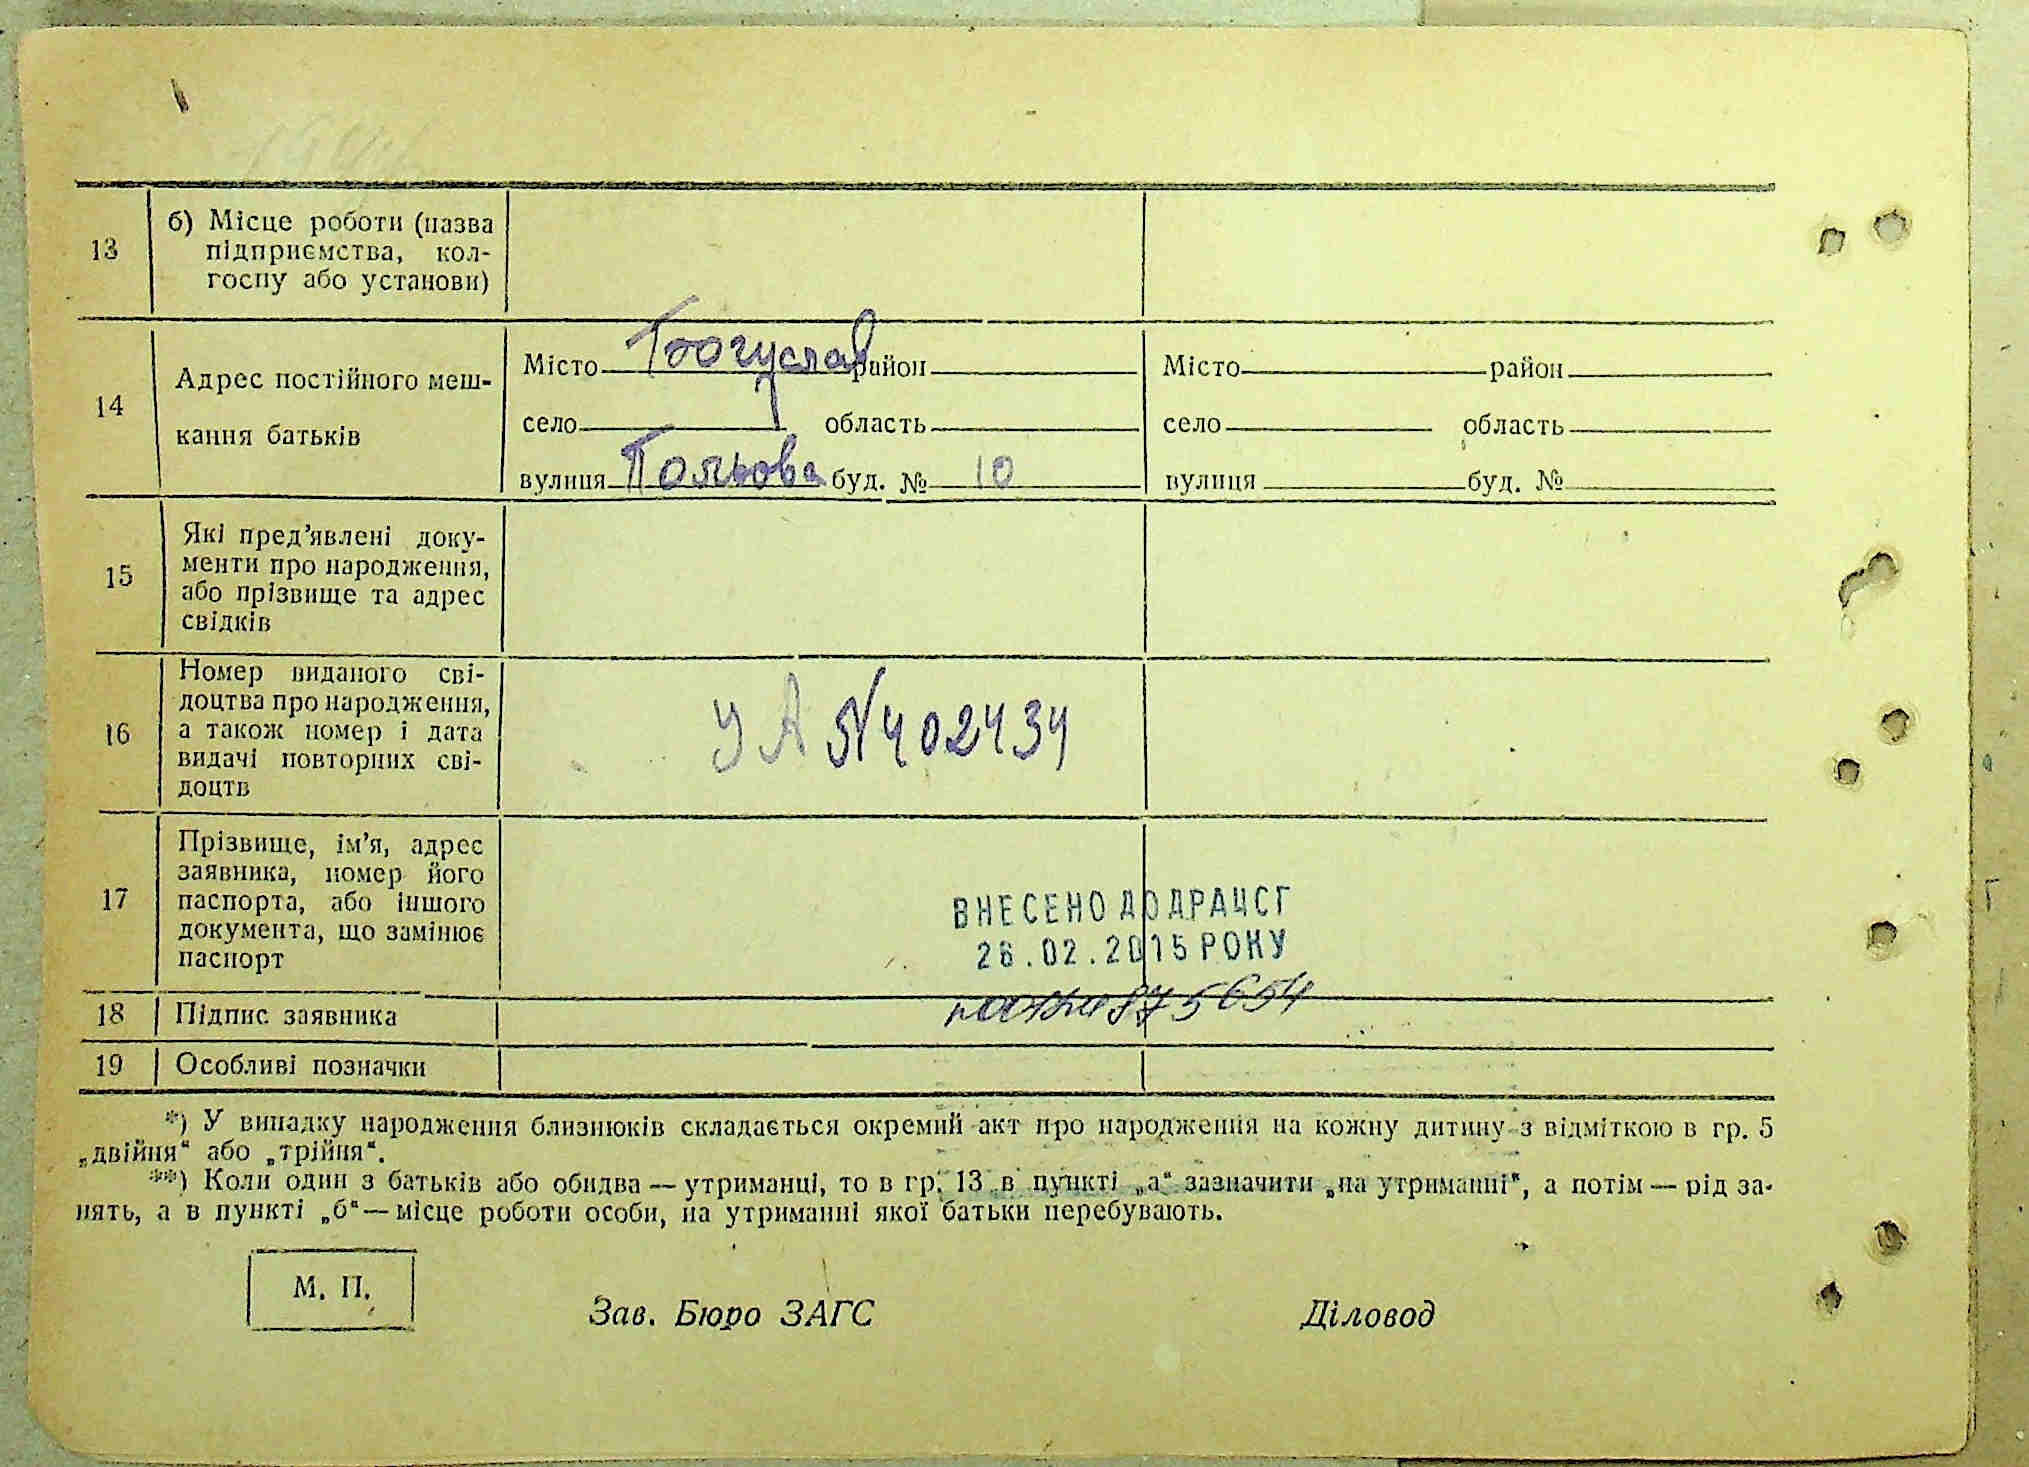 13
б) Місце роботи (назва
підприємства, кол-
госпу або установи)
14
Адрес постійного меш-
кання батьків
Місто Богуслав район
село область
вулиця Польова буд. № 10
Місто район
село область
вулиця буд. №
15
Які пред'явлені доку-
менти про народження,
або прізвище та адрес
свідків
16
Номер виданого сві-
доцтва про народження,
а також номер і дата
видачі повторних сві-
доцтв
УА №402434
17
Прізвище, ім'я, адрес
заявника, номер його
паспорта, або іншого
документа, що замінює
паспорт
ВНЕСЕНО ДО ДРАЦСГ
26.02.2015 РОКУ
875654
18
Підпис заявника
19
Особливі позначки
*) У випадку народження близнюків складається окремий акт про народження на кожну дитину з відміткою в гр. 5
„двійня“ або „трійня“.
**) Коли один з батьків або обидва — утриманці, то в гр. 13 в пункті „а“ зазначити „на утриманні“, а потім — рід за-
нять, а в пункті „б“ — місце роботи особи, на утриманні якої батьки перебувають.
М. П.
Зав. Бюро ЗАГС
Діловод